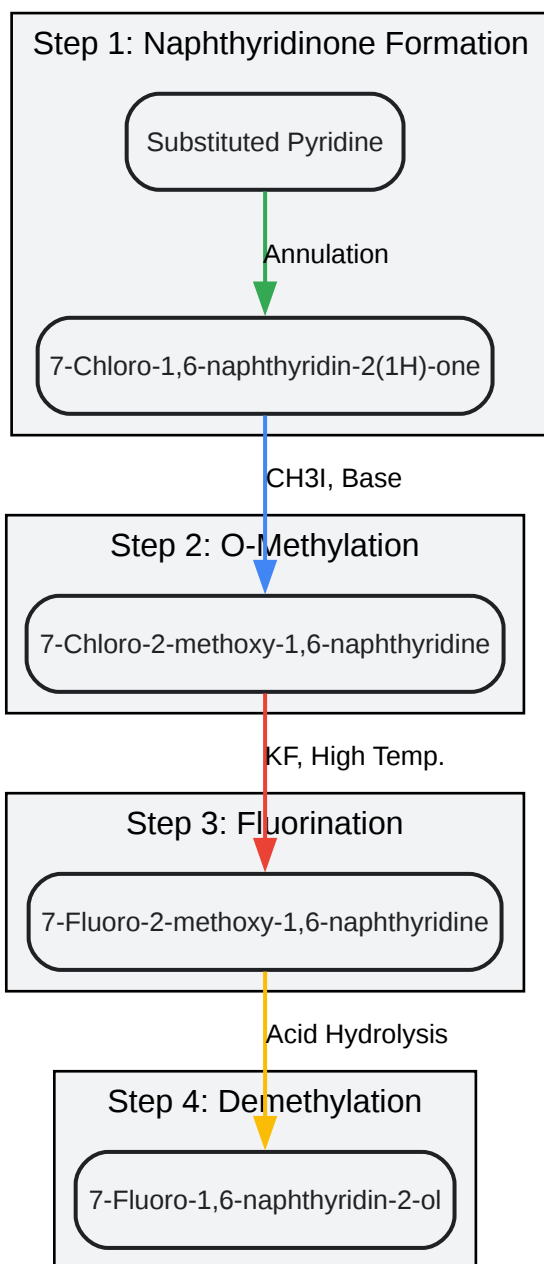 Step 1: Naphthyridinone Formation
Substituted Pyridine
Annulation
7-Chloro-1,6-naphthyridin-2(1H)-one
CH3I, Base
Step 2: O-Methylation
7-Chloro-2-methoxy-1,6-naphthyridine
KF, High Temp.
Step 3: Fluorination
7-Fluoro-2-methoxy-1,6-naphthyridine
Acid Hydrolysis
Step 4: Demethylation
7-Fluoro-1,6-naphthyridin-2-ol